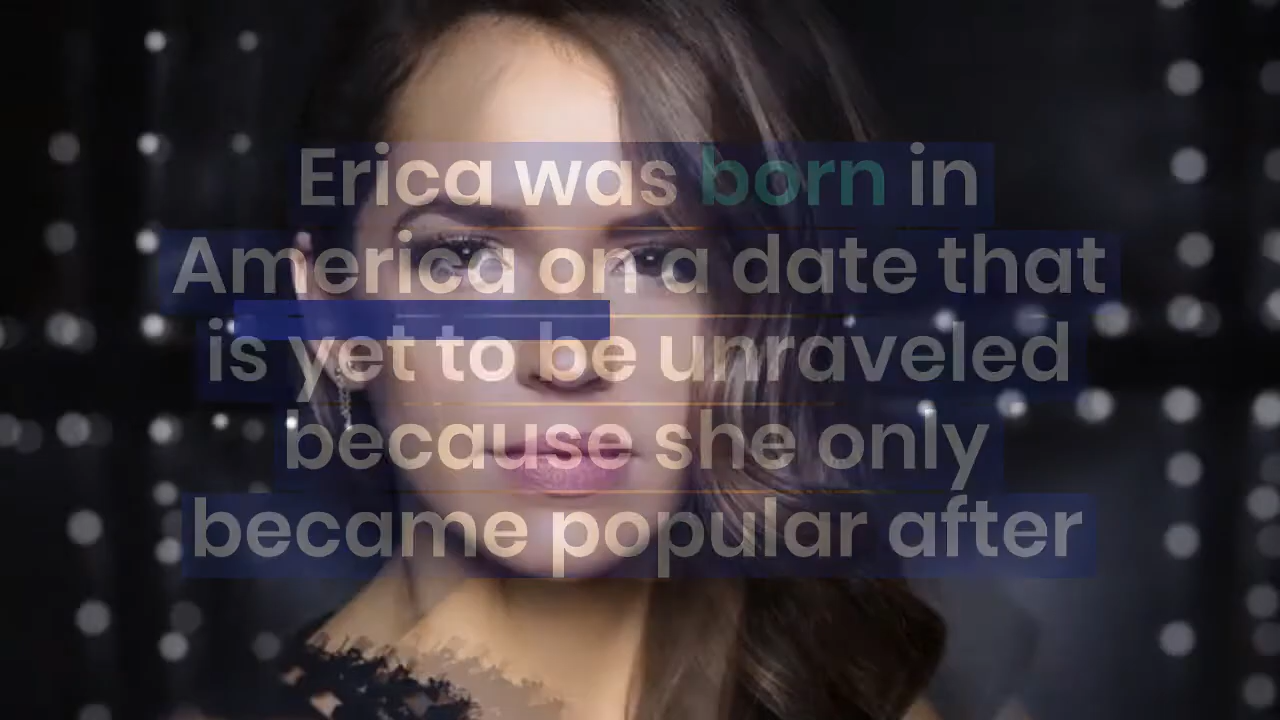 Erica was born in
America on a date that
is yet to be unraveled
because she only
became popular after